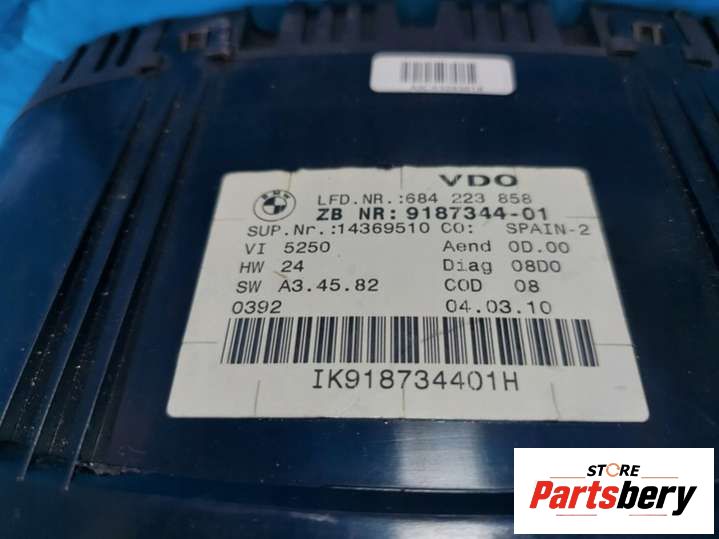 VDO
LFD.NR.:684 223 858
ZB NR: 9187344-01
SUP.Nr.:14369510 CO: SPAIN-2
VI 5250 Aend 0D.00
HW 24 Diag 08D0
SW A3.45.82 COD 08
0392 04.03.10
IK918734401H
STORE
Partsbery